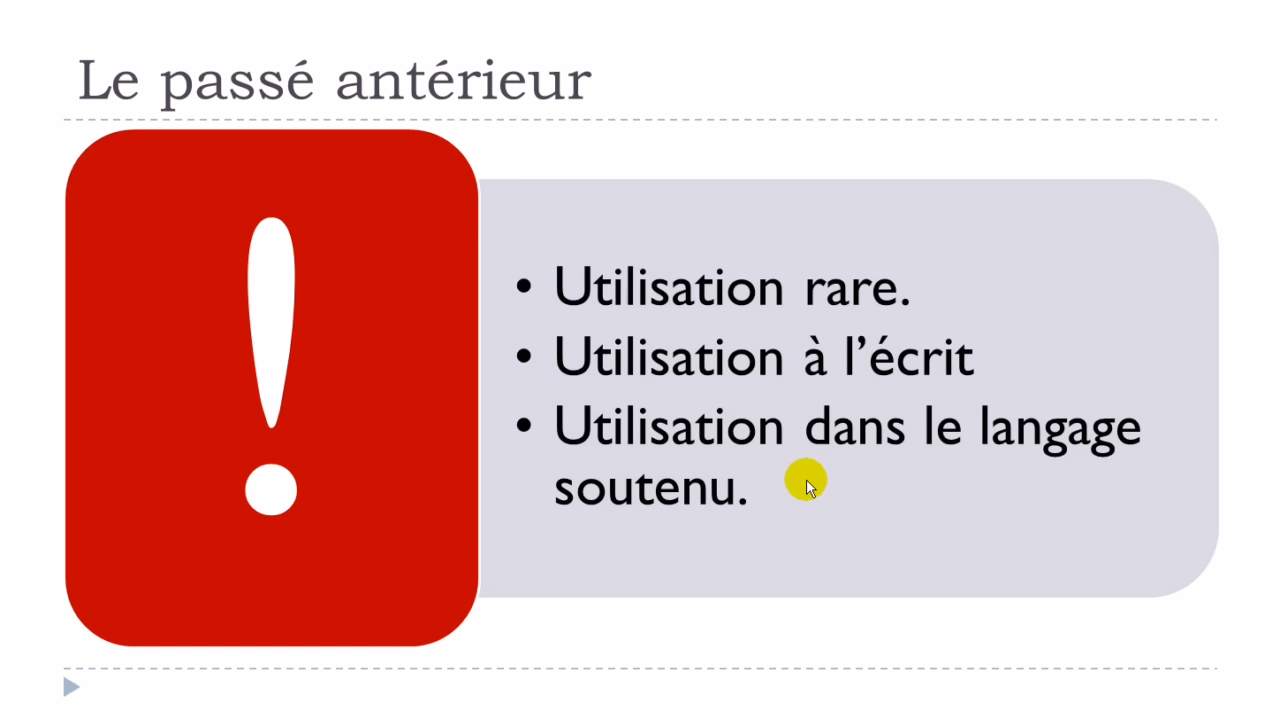 Le passé antérieur
!
• Utilisation rare.
• Utilisation à l’écrit
• Utilisation dans le langage
soutenu.